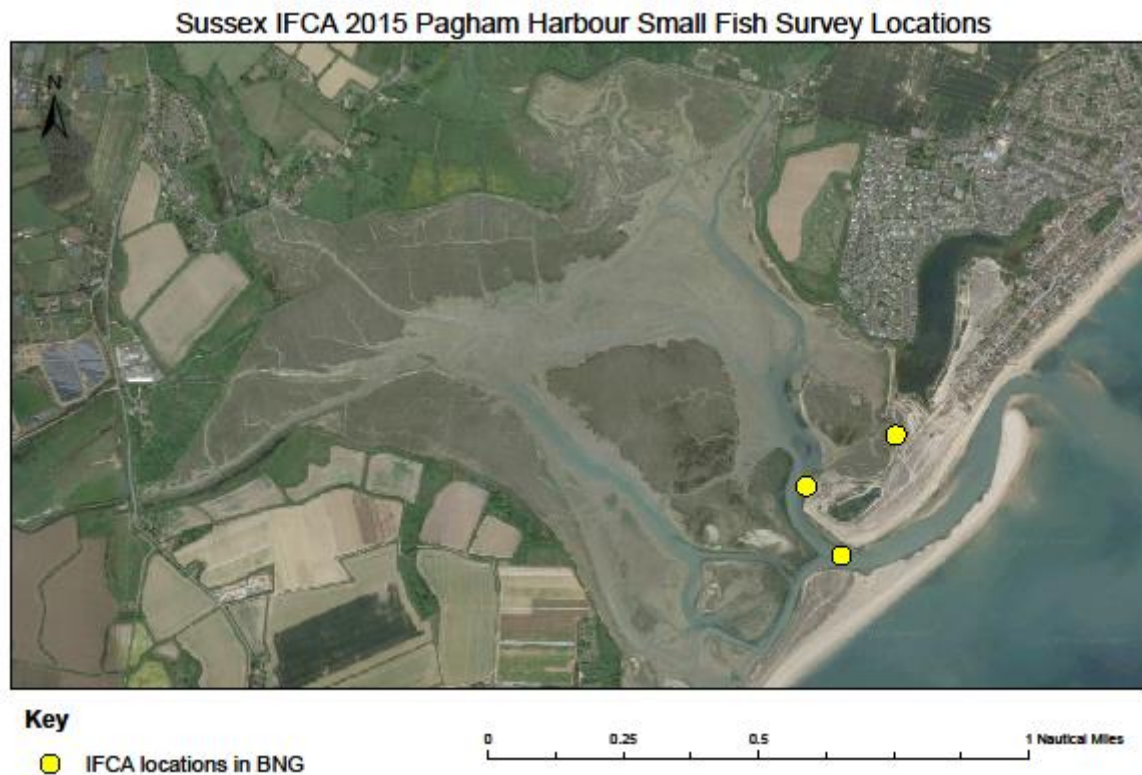 Sussex IFCA 2015 Pagham Harbour Small Fish Survey Locations
N
Key
IFCA locations in BNG
0 0.25 0.5 1 Nautical Miles